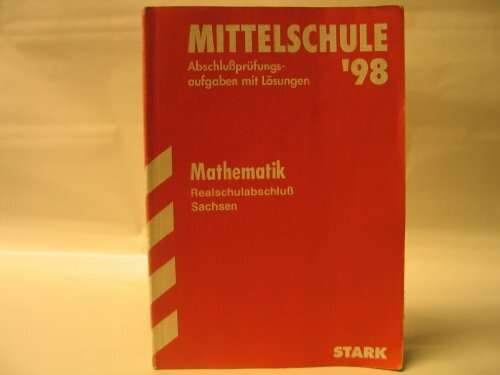 MITTELSCHULE
Abschlußprüfungs-
aufgaben mit Lösungen
'98
Mathematik
Realschulabschluß
Sachsen
STARK